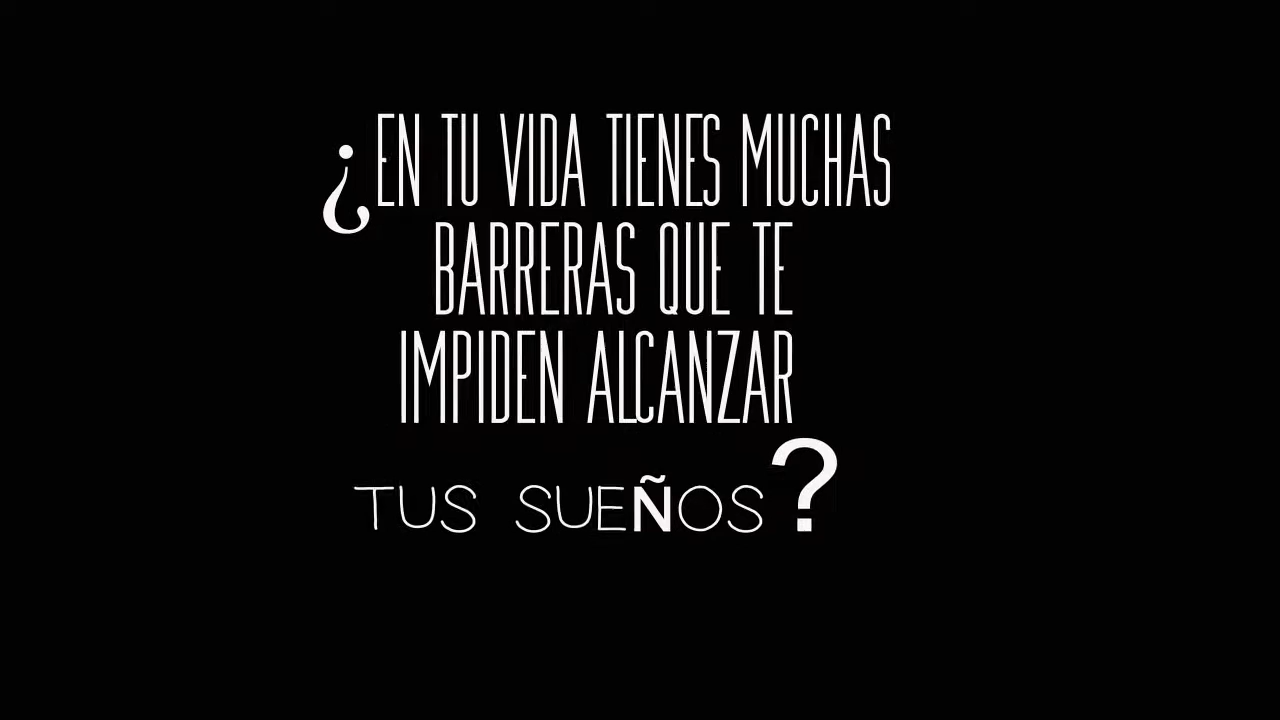 ¿EN TU VIDA TIENES MUCHAS
BARRERAS QUE TE
IMPIDEN ALCANZAR
TUS SUEÑOS?